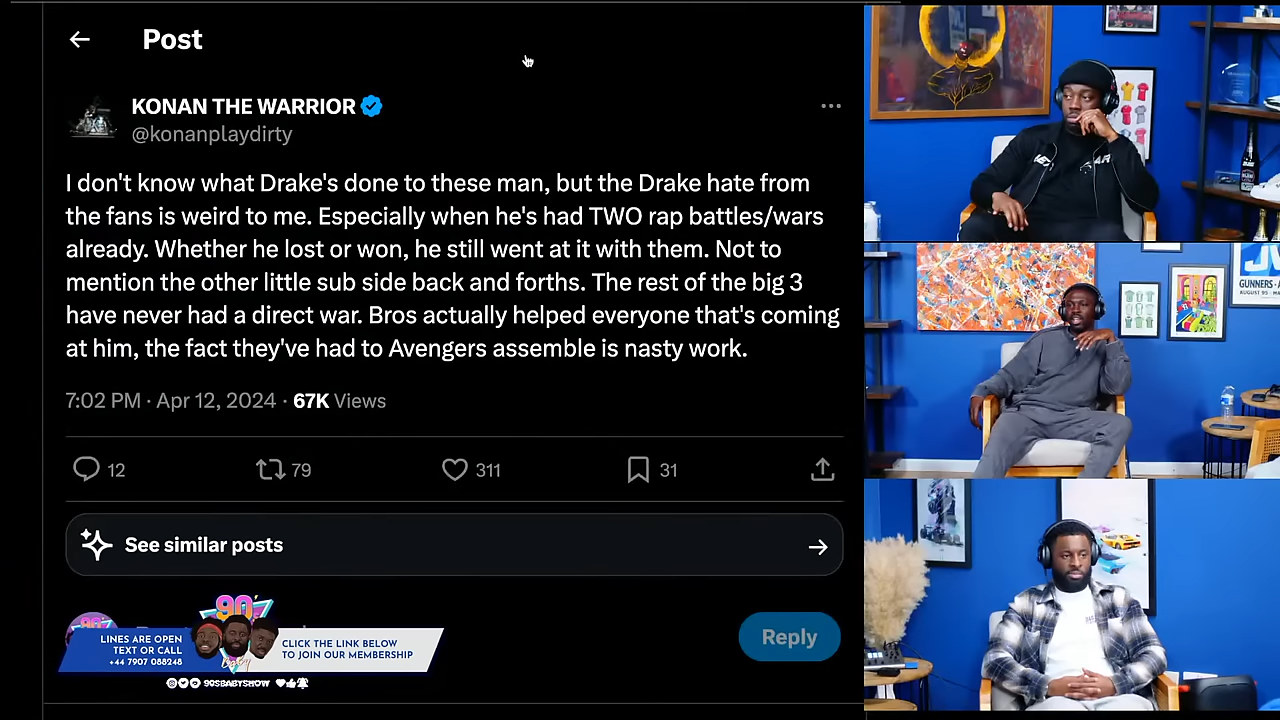 Post
KONAN THE WARRIOR
@konanplaydirty
I don't know what Drake's done to these man, but the Drake hate from
the fans is weird to me. Especially when he's had TWO rap battles/wars
already. Whether he lost or won, he still went at it with them. Not to
mention the other little sub side back and forths. The rest of the big 3
have never had a direct war. Bros actually helped everyone that's coming
at him, the fact they've had to Avengers assemble is nasty work.
7:02 PM · Apr 12, 2024 · 67K Views
12
79
311
31
See similar posts
Reply
90'
LINES ARE OPEN
TEXT OR CALL
+44 7907 088248
CLICK THE LINK BELOW
TO JOIN OUR MEMBERSHIP
90SBABYSHOW
GUNNERS
AUGUST 95